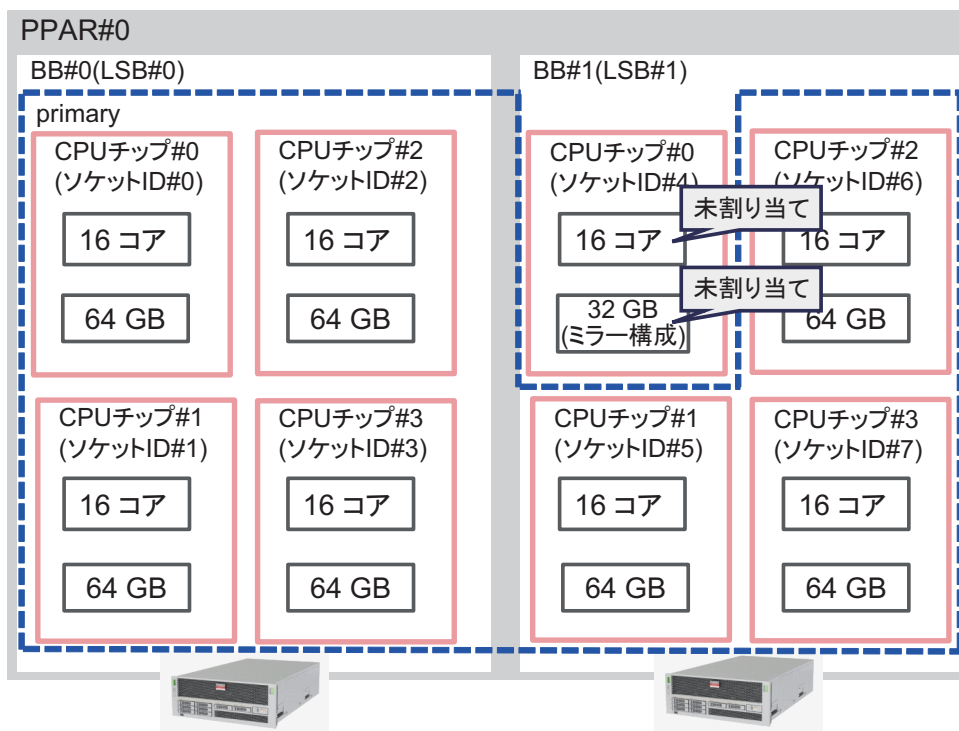 PPAR#0
BB#0(LSB#0)
primary
CPUチップ#0
(ソケットID#0)
16 コア
64 GB
CPUチップ#2
(ソケットID#2)
16 コア
64 GB
CPUチップ#1
(ソケットID#1)
16 コア
64 GB
CPUチップ#3
(ソケットID#3)
16 コア
64 GB
BB#1(LSB#1)
CPUチップ#0
(ソケットID#4)
未割り当て
16 コア
未割り当て
32 GB
(ミラー構成)
CPUチップ#2
(ソケットID#6)
16 コア
64 GB
CPUチップ#1
(ソケットID#5)
16 コア
64 GB
CPUチップ#3
(ソケットID#7)
16 コア
64 GB